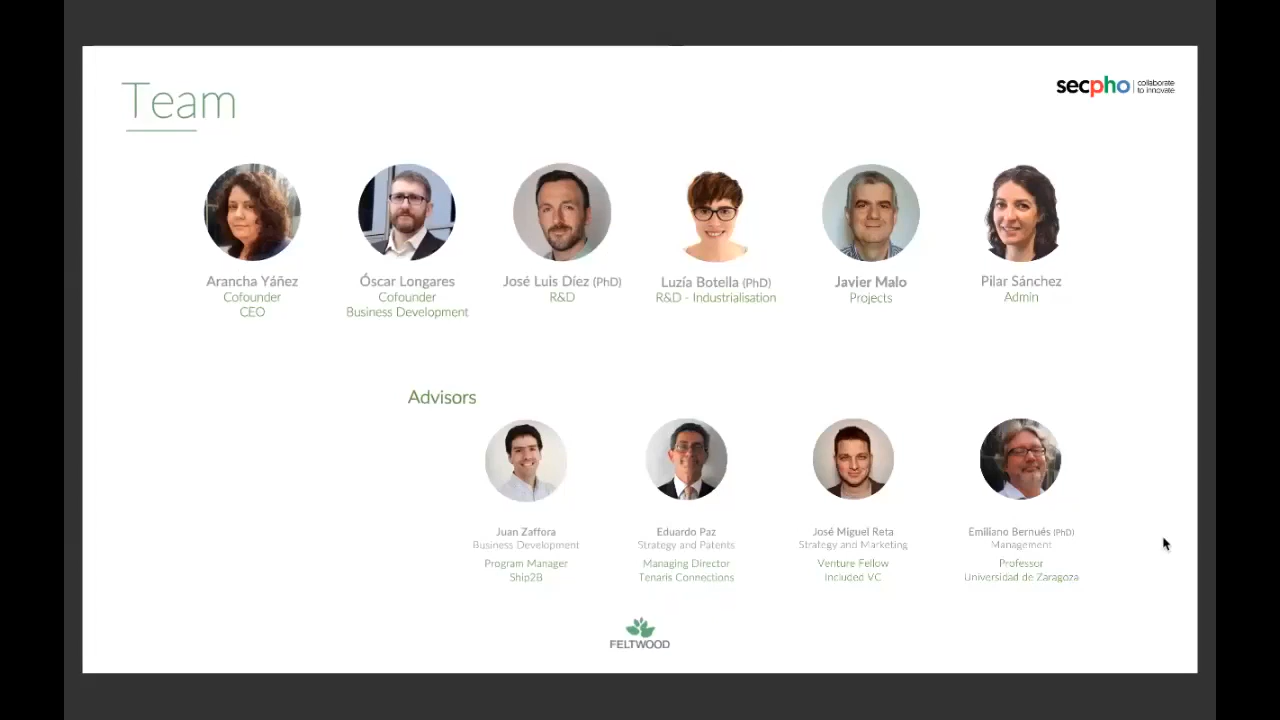 Team
secpho
collaborate
to innovate
Arancha Yáñez
Cofounder
CEO
Óscar Longares
Cofounder
Business Development
José Luis Díez (PhD)
R&D
Luzía Botella (PhD)
R&D - Industrialisation
Javier Malo
Projects
Pilar Sánchez
Admin
Advisors
Juan Zaffora
Business Development
Program Manager
Ship2B
Eduardo Paz
Strategy and Patents
Managing Director
Tenaris Connections
José Miguel Reta
Strategy and Marketing
Venture Fellow
Included VC
Emiliano Bernués (PhD)
Management
Professor
Universidad de Zaragoza
FELTWOOD